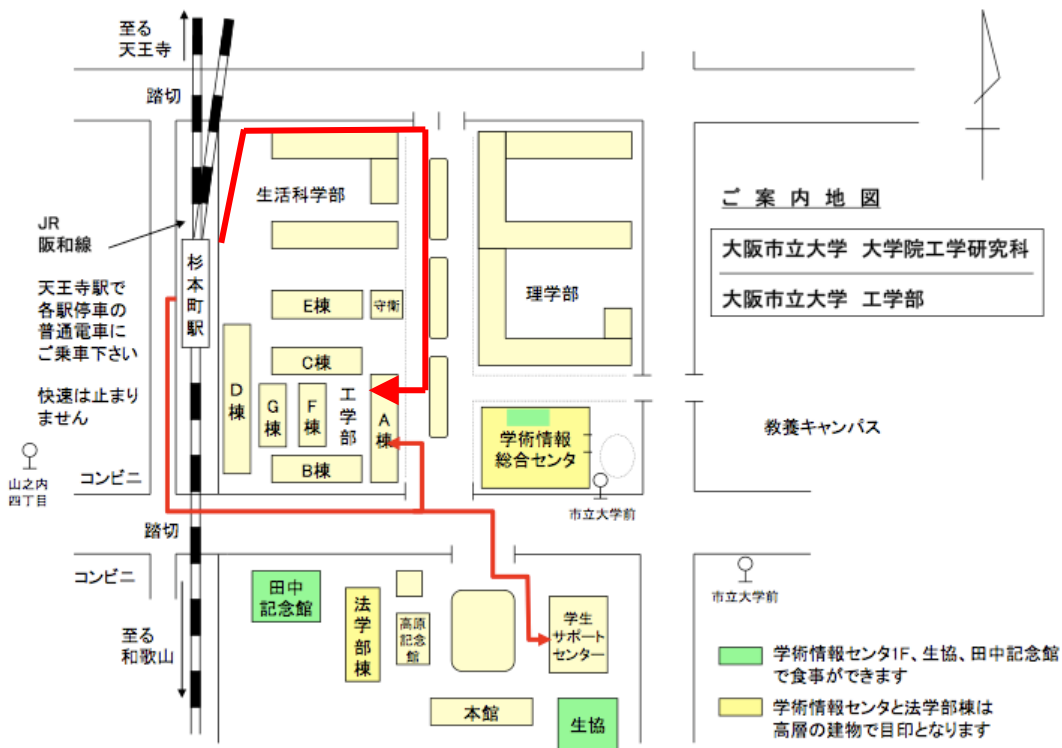 至る
天王寺
踏切
JR
阪和線
杉本町駅
天王寺駅で
各駅停車の
普通電車に
ご乗車下さい
快速は止まり
ません
山之内
四丁目
コンビニ
踏切
コンビニ
至る
和歌山
生活科学部
E棟
守衛
C棟
D棟
G棟
F棟
工学部
A棟
B棟
理学部
学術情報
総合センタ
市立大学前
教養キャンパス
市立大学前
田中
記念館
法学部棟
高原
記念
館
学生
サポート
センター
本館
生協
ご案内地図
大阪市立大学 大学院工学研究科
大阪市立大学 工学部
学術情報センタ1F、生協、田中記念館
で食事ができます
学術情報センタと法学部棟は
高層の建物で目印となります